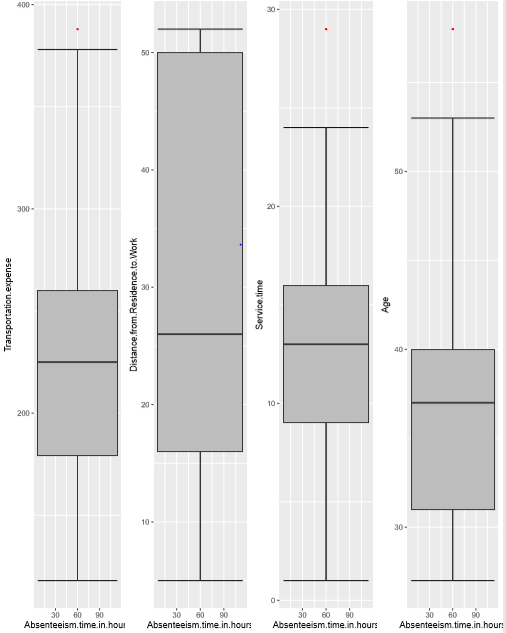 Transportation.expense
400
300
200
30 60 90
Absenteeism.time.in.hour
Distance.from.Residence.to.Work
50
40
30
20
10
30 60 90
Absenteeism.time.in.hours
Service.time
30
20
10
0
30 60 90
Absenteeism.time.in.hours
Age
50
40
30
30 60 90
Absenteeism.time.in.hours